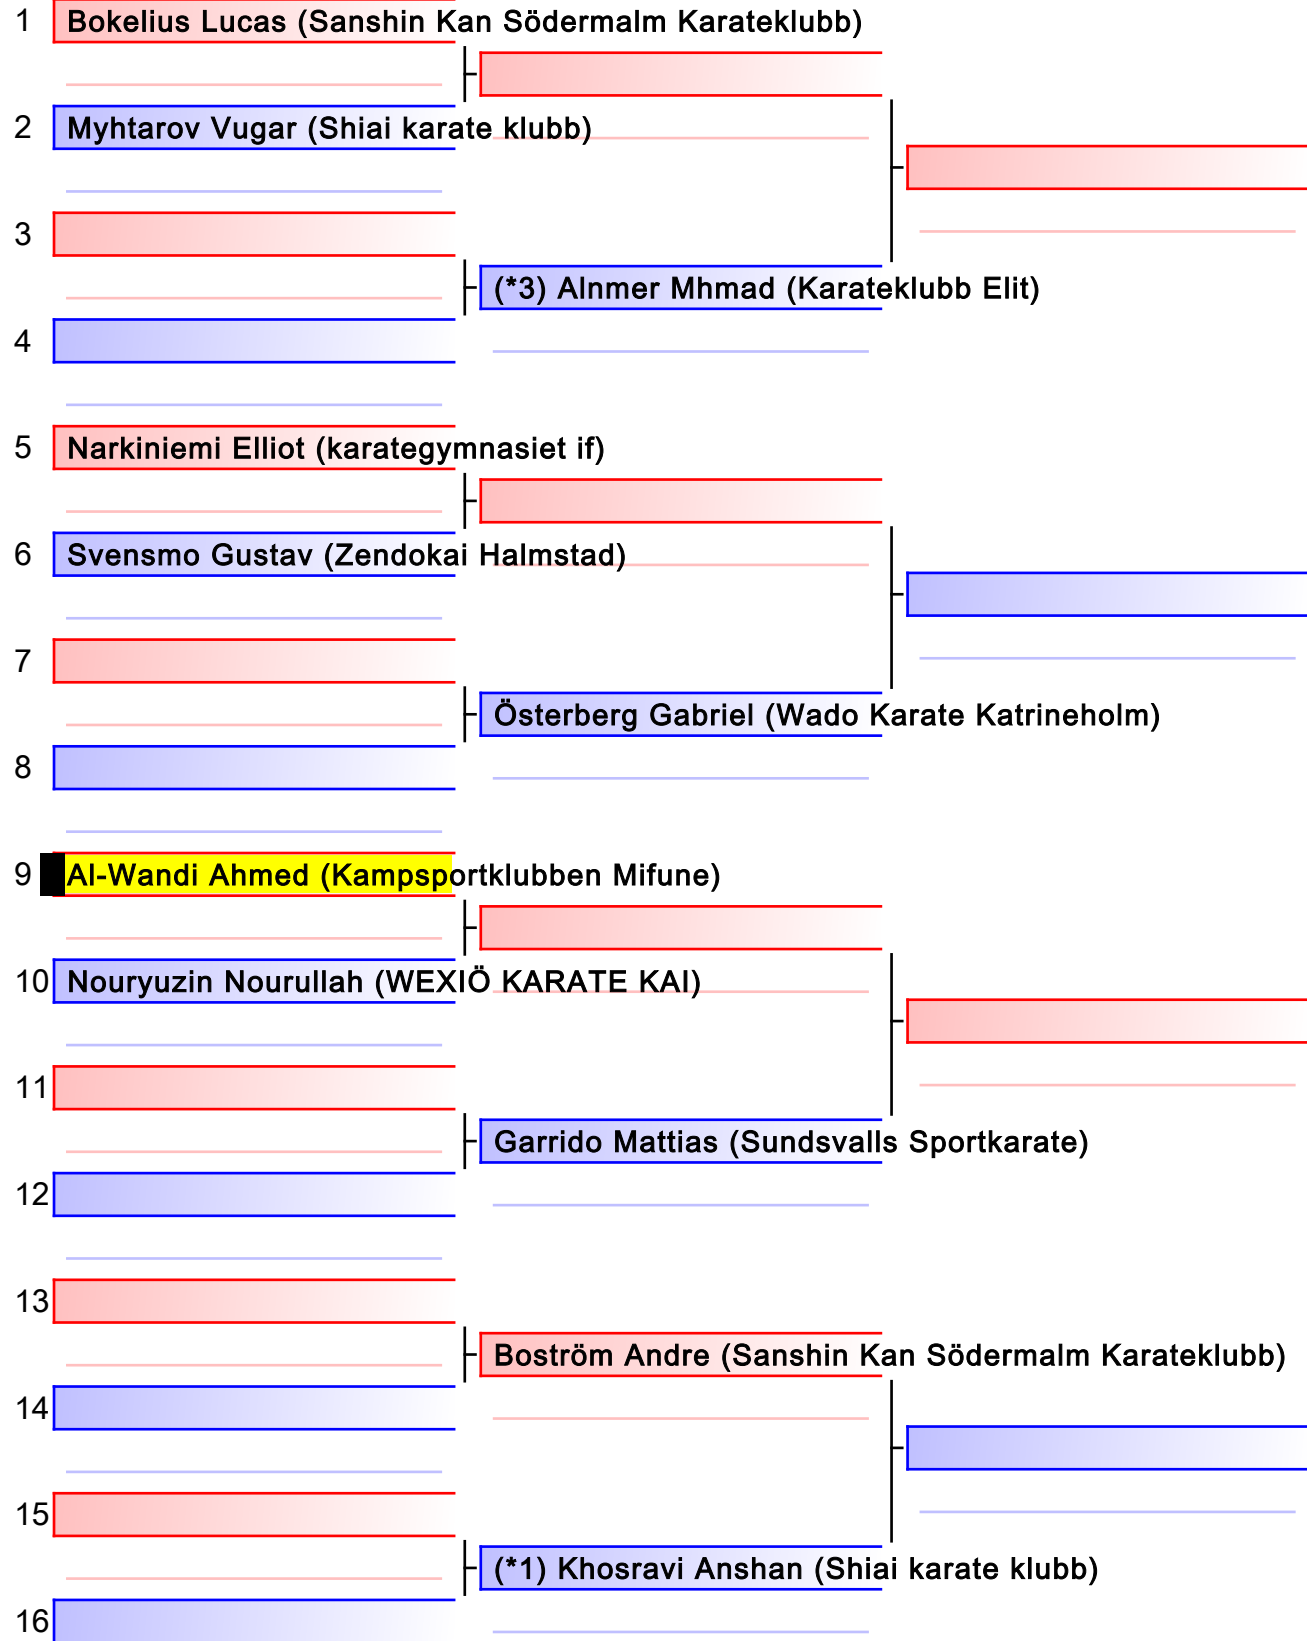 1 Bokelius Lucas (Sanshin Kan Södermalm Karateklubb)
2 Myhtarov Vugar (Shiai karate klubb)
3
(*3) Alnmer Mhmad (Karateklubb Elit)
4
5 Narkiniemi Elliot (karategymnasiet if)
6 Svensmo Gustav (Zendokai Halmstad)
7
Österberg Gabriel (Wado Karate Katrineholm)
8
9 Al-Wandi Ahmed (Kampsportklubben Mifune)
10 Nouryuzin Nourullah (WEXIÖ KARATE KAI)
11
Garrido Mattias (Sundsvalls Sportkarate)
12
13
Boström Andre (Sanshin Kan Södermalm Karateklubb)
14
15
(*1) Khosravi Anshan (Shiai karate klubb)
16